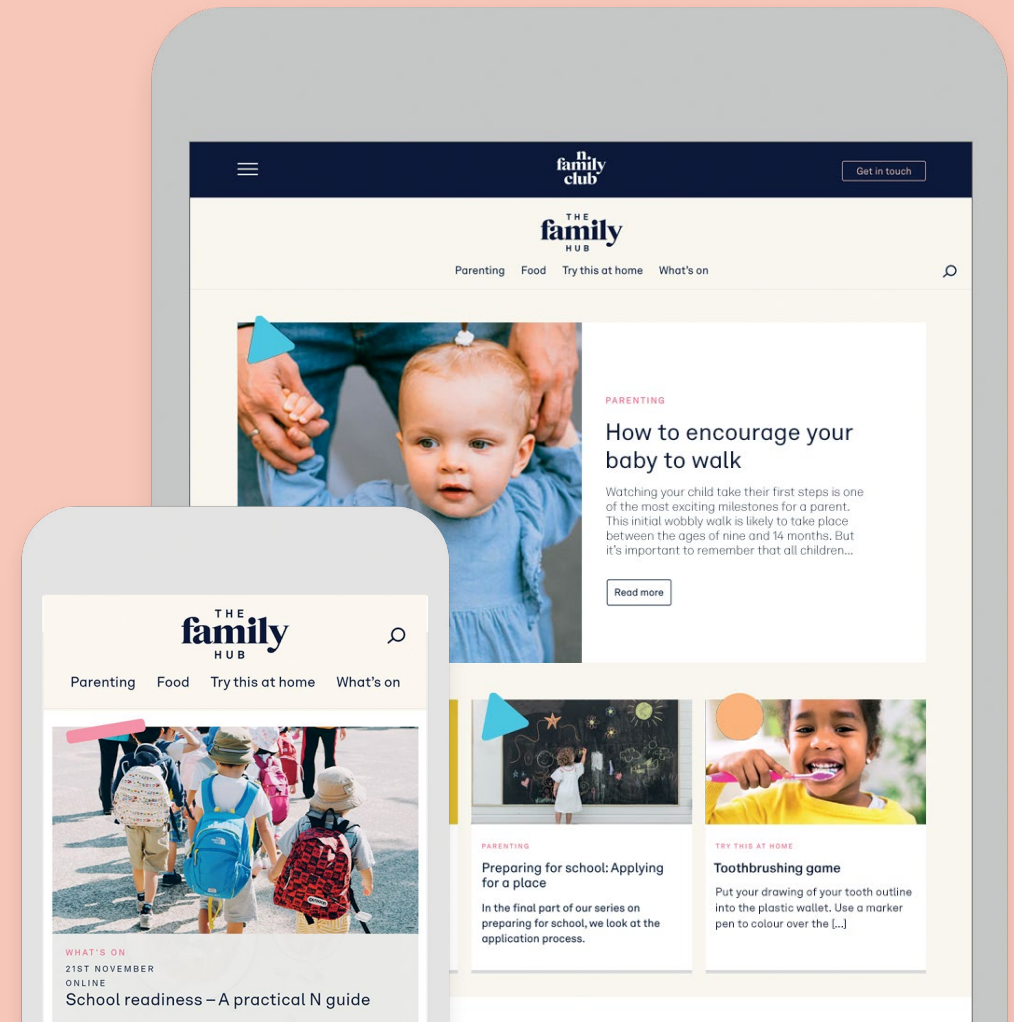 n
family
club
Get in touch
THE
family
HUB
Parenting Food Try this at home What's on
PARENTING
How to encourage your
baby to walk
Watching your child take their first steps is one
of the most exciting milestones for a parent.
This initial wobbly walk is likely to take place
between the ages of nine and 14 months. But
it's important to remember that all children...
Read more
PARENTING
Preparing for school: Applying
for a place
In the final part of our series on
preparing for school, we look at the
application process.
TRY THIS AT HOME
Toothbrushing game
Put your drawing of your tooth outline
into the plastic wallet. Use a marker
pen to colour over the [...]
THE
family
HUB
Parenting Food Try this at home What's on
WHAT'S ON
21ST NOVEMBER
ONLINE
School readiness – A practical N guide